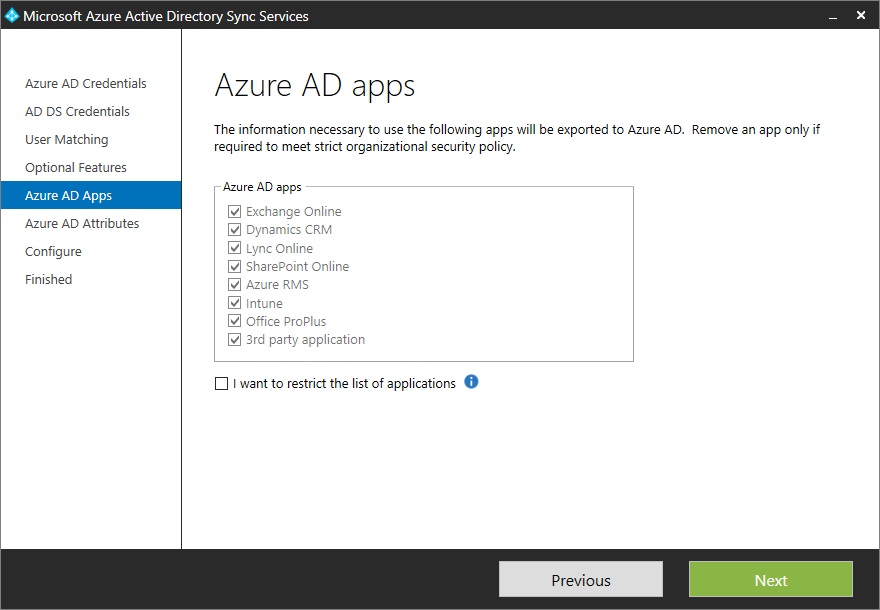 Microsoft Azure Active Directory Sync Services
Azure AD Credentials
AD DS Credentials
User Matching
Optional Features
Azure AD Apps
Azure AD Attributes
Configure
Finished
Azure AD apps
The information necessary to use the following apps will be exported to Azure AD.  Remove an app only if
required to meet strict organizational security policy.
Azure AD apps
Exchange Online
Dynamics CRM
Lync Online
SharePoint Online
Azure RMS
Intune
Office ProPlus
3rd party application
I want to restrict the list of applications
Previous
Next